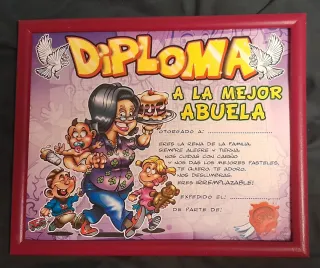 DIPLOMA
A LA MEJOR
ABUELA
OTORGADO A:
ERES LA REINA DE LA FAMILIA.
SIEMPRE ALEGRE Y TIERNA,
NOS CUIDAS CON CARIÑO
Y NOS DAS LOS MEJORES PASTELES,
TE QUIERO, TE ADORO,
NOS DESLUMBRAS,
ERES IRREMPLAZABLE!
EXPEDIDO EL:
DE PARTE DE: